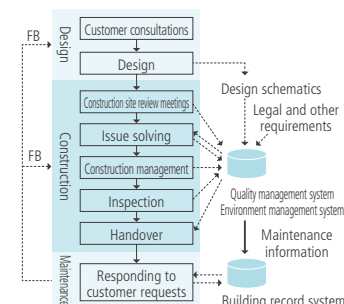 FB
Design
Customer consultations
Design
Design schematics
Legal and other
requirements
Construction
Construction site review meetings
Issue solving
FB
Construction management
Inspection
Handover
Quality management system
Environment management system
Maintenance
information
Maintenance
Responding to
customer requests
Building record system